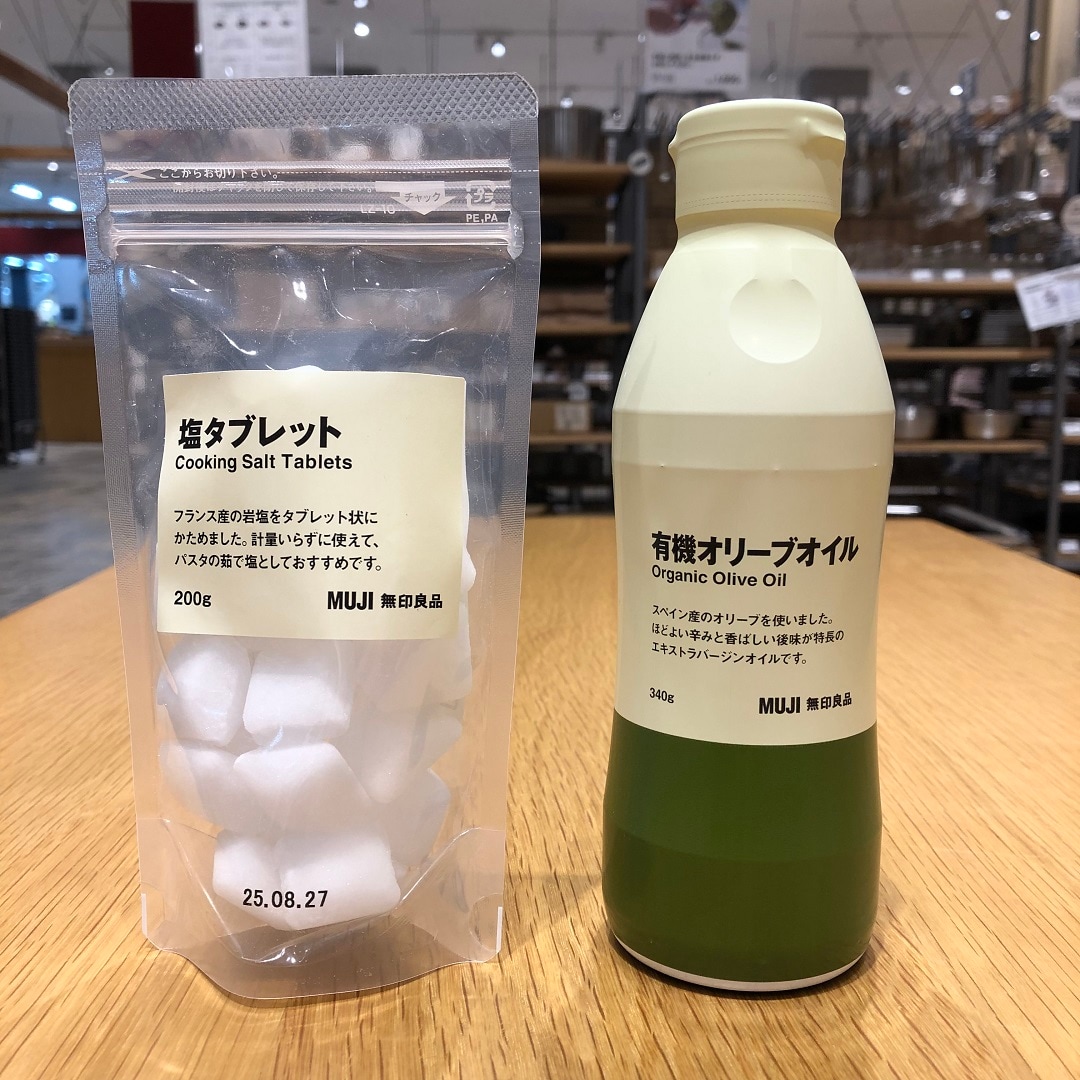 ここからお切り下さい。
チャック
プラ
PE,PA
塩タブレット
Cooking Salt Tablets
フランス産の岩塩をタブレット状に
かためました。計量いらずに使えて、
パスタの茹で塩としておすすめです。
200g
MUJI 無印良品
25.08.27
有機オリーブオイル
Organic Olive Oil
スペイン産のオリーブを使いました。
ほどよい辛みと香ばしい後味が特長の
エキストラバージンオイルです。
340g
MUJI 無印良品